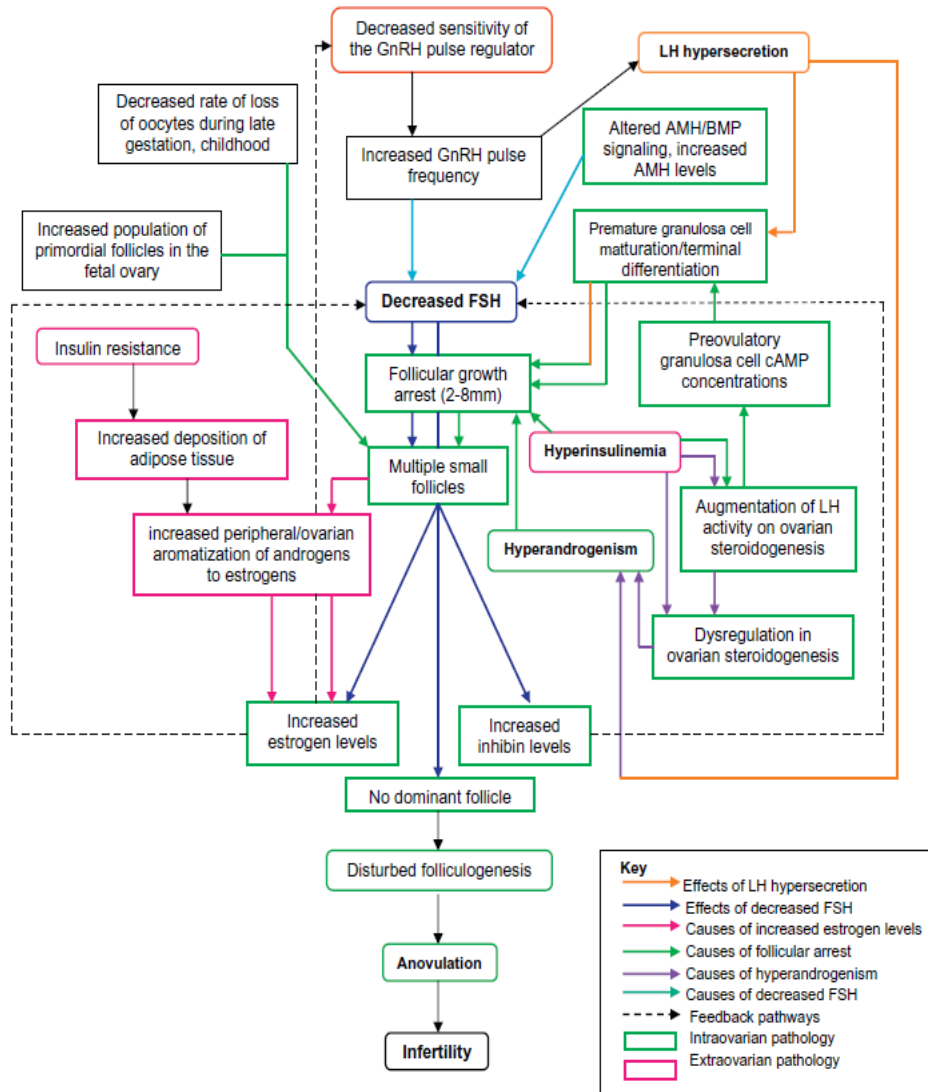 Decreased sensitivity of
the GnRH pulse regulator
LH hypersecretion
Decreased rate of loss
of oocytes during late
gestation, childhood
Increased GnRH pulse
frequency
Altered AMH/BMP
signaling, increased
AMH levels
Increased population of
primordial follicles in the
fetal ovary
Premature granulosa cell
maturation/terminal
differentiation
Decreased FSH
Insulin resistance
Follicular growth
arrest (2-8mm)
Preovulatory
granulosa cell cAMP
concentrations
Increased deposition of
adipose tissue
Multiple small
follicles
Hyperinsulinemia
Augmentation of LH
activity on ovarian
steroidogenesis
increased peripheral/ovarian
aromatization of androgens
to estrogens
Hyperandrogenism
Dysregulation in
ovarian steroidogenesis
Increased
estrogen levels
Increased
inhibin levels
No dominant follicle
Disturbed folliculogenesis
Anovulation
Infertility
Key
Effects of LH hypersecretion
Effects of decreased FSH
Causes of increased estrogen levels
Causes of follicular arrest
Causes of hyperandrogenism
Causes of decreased FSH
Feedback pathways
Intraovarian pathology
Extraovarian pathology